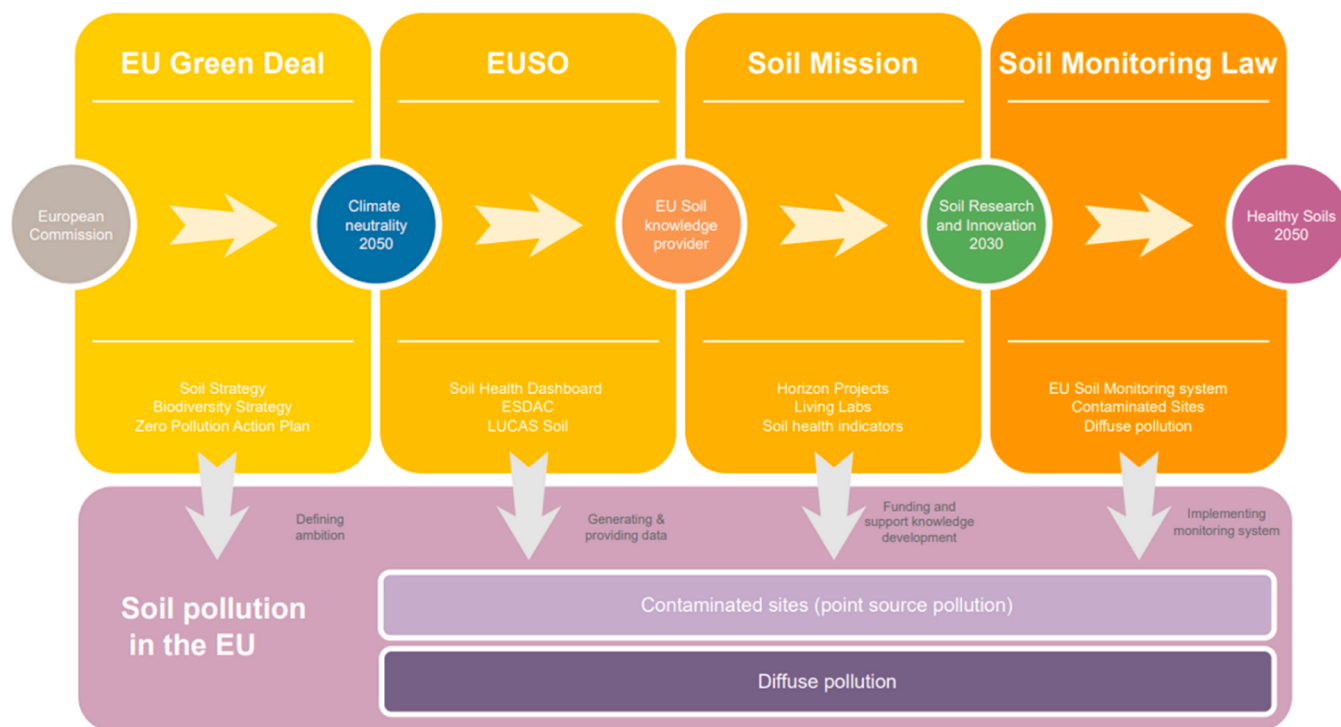 EU Green Deal
EUSO
Soil Mission
Soil Monitoring Law
European
Commission
Climate
neutrality
2050
EU Soil
knowledge
provider
Soil Research
and Innovation
2030
Healthy Soils
2050
Soil Strategy
Biodiversity Strategy
Zero Pollution Action Plan
Soil Health Dashboard
ESDAC
LUCAS Soil
Horizon Projects
Living Labs
Soil health indicators
EU Soil Monitoring system
Contaminated Sites
Diffuse pollution
Defining
ambition
Generating &
providing data
Funding and
support knowledge
development
Implementing
monitoring system
Soil pollution
in the EU
Contaminated sites (point source pollution)
Diffuse pollution